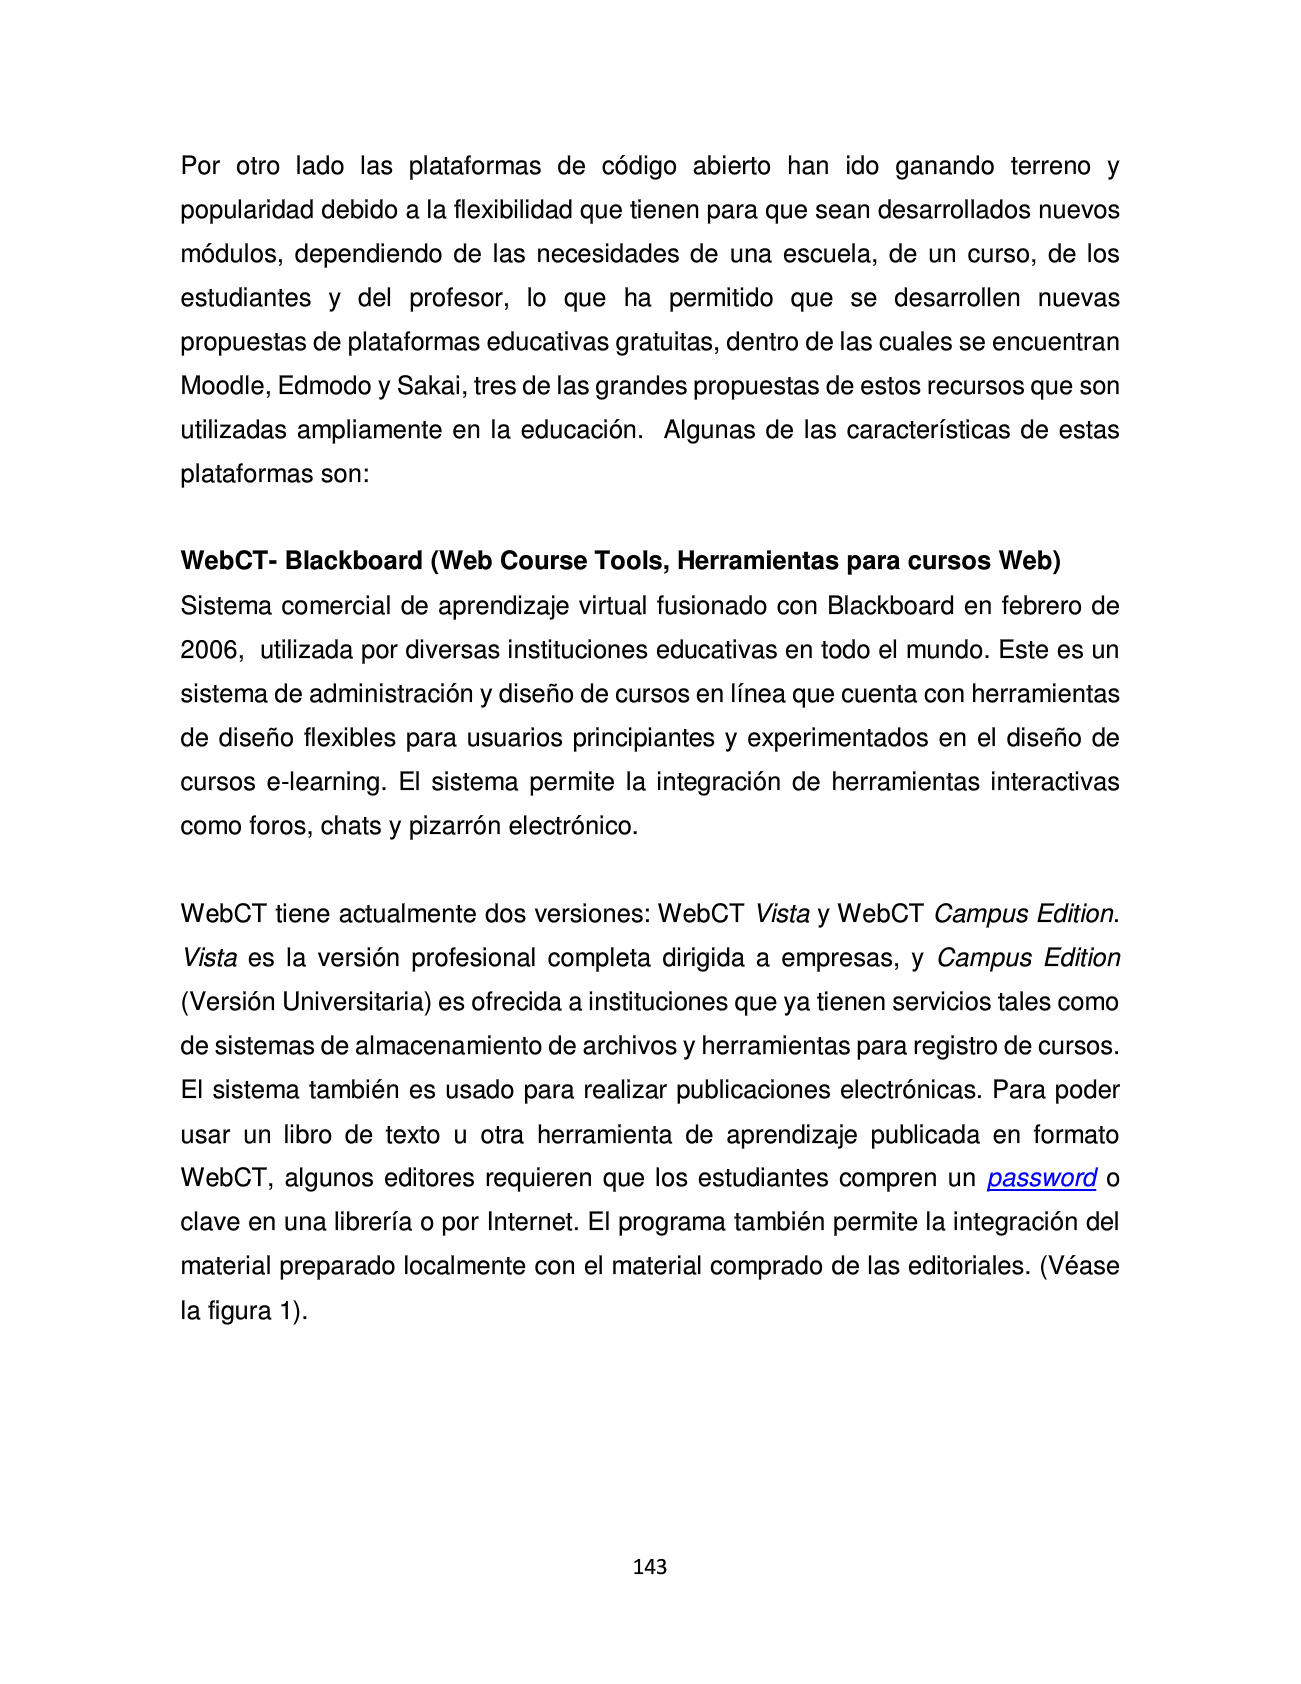 Por otro lado las plataformas de código abierto han ido ganando terreno y
popularidad debido a la flexibilidad que tienen para que sean desarrollados nuevos
módulos, dependiendo de las necesidades de una escuela, de un curso, de los
estudiantes y del profesor, lo que ha permitido que se desarrollen nuevas
propuestas de plataformas educativas gratuitas, dentro de las cuales se encuentran
Moodle, Edmodo y Sakai, tres de las grandes propuestas de estos recursos que son
utilizadas ampliamente en la educación.  Algunas de las características de estas
plataformas son:
WebCT- Blackboard (Web Course Tools, Herramientas para cursos Web)
Sistema comercial de aprendizaje virtual fusionado con Blackboard en febrero de
2006,  utilizada por diversas instituciones educativas en todo el mundo. Este es un
sistema de administración y diseño de cursos en línea que cuenta con herramientas
de diseño flexibles para usuarios principiantes y experimentados en el diseño de
cursos e-learning. El sistema permite la integración de herramientas interactivas
como foros, chats y pizarrón electrónico.
WebCT tiene actualmente dos versiones: WebCT Vista y WebCT Campus Edition.
Vista es la versión profesional completa dirigida a empresas, y Campus Edition
(Versión Universitaria) es ofrecida a instituciones que ya tienen servicios tales como
de sistemas de almacenamiento de archivos y herramientas para registro de cursos.
El sistema también es usado para realizar publicaciones electrónicas. Para poder
usar un libro de texto u otra herramienta de aprendizaje publicada en formato
WebCT, algunos editores requieren que los estudiantes compren un password o
clave en una librería o por Internet. El programa también permite la integración del
material preparado localmente con el material comprado de las editoriales. (Véase
la figura 1).
143